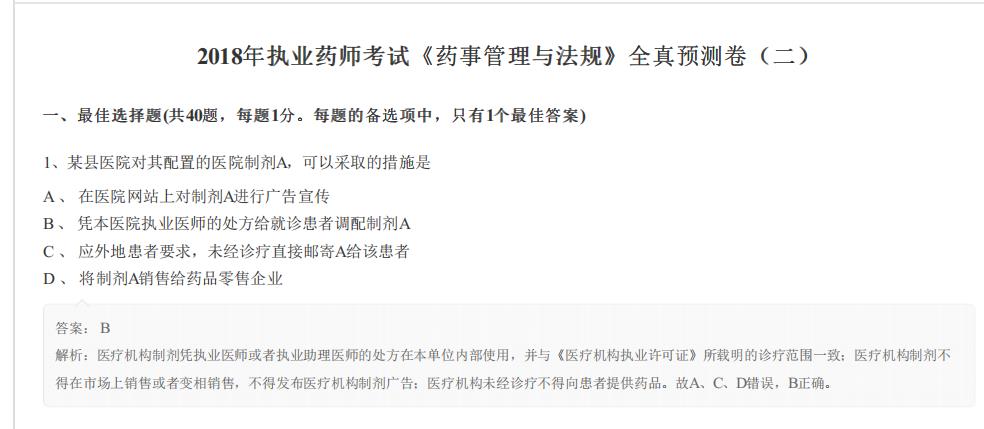 2018年执业药师考试《药事管理与法规》全真预测卷（二）
一、最佳选择题(共40题，每题1分。每题的备选项中，只有1个最佳答案)
1、某县医院对其配置的医院制剂A，可以采取的措施是
A 、 在医院网站上对制剂A进行广告宣传
B 、 凭本医院执业医师的处方给就诊患者调配制剂A
C 、 应外地患者要求，未经诊疗直接邮寄A给该患者
D 、 将制剂A销售给药品零售企业
答案： B
解析：医疗机构制剂凭执业医师或者执业助理医师的处方在本单位内部使用，并与《医疗机构执业许可证》所载明的诊疗范围一致；医疗机构制剂不
得在市场上销售或者变相销售，不得发布医疗机构制剂广告；医疗机构未经诊疗不得向患者提供药品。故A、C、D错误，B正确。